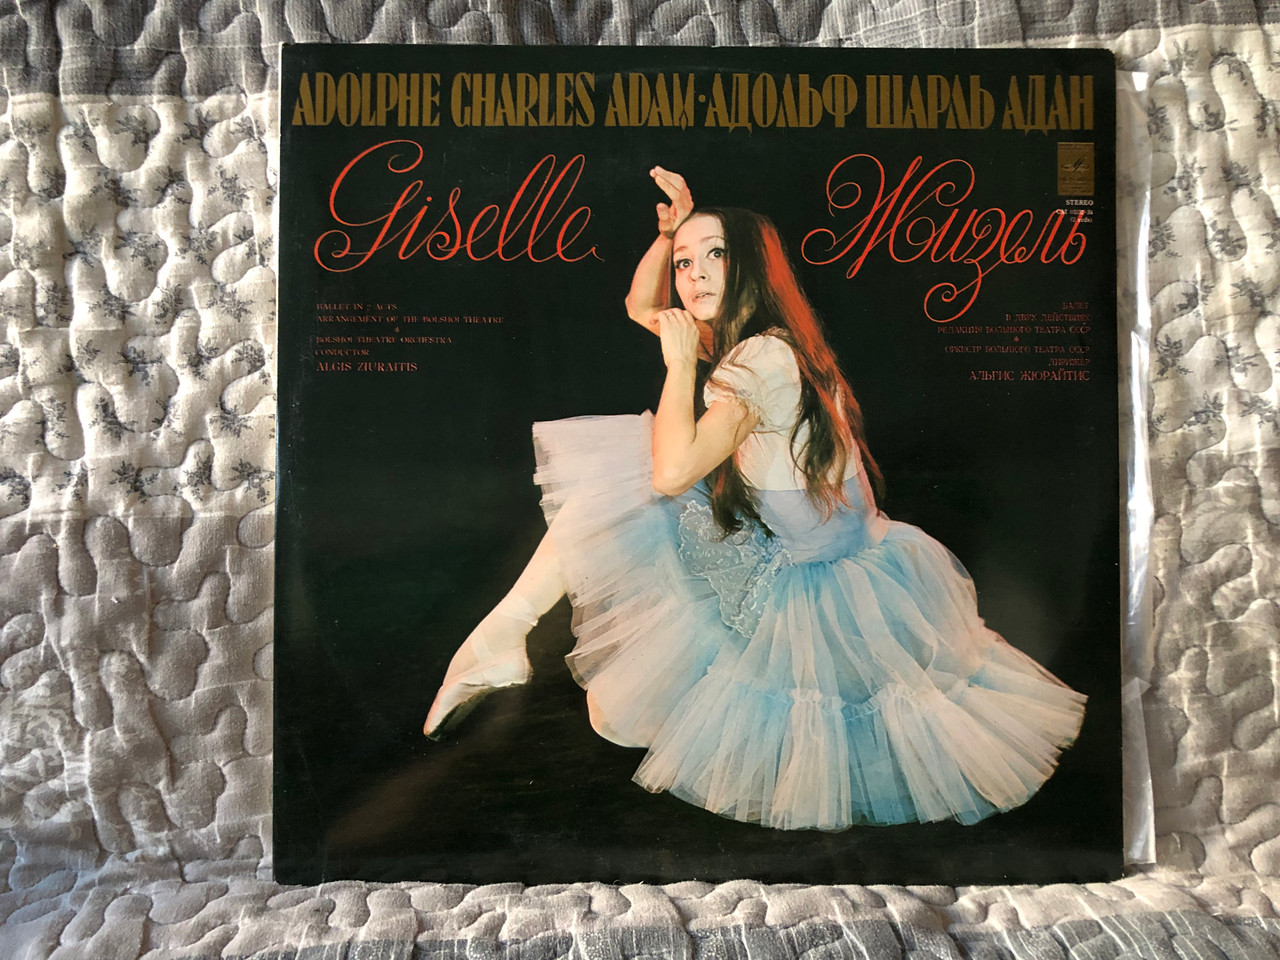 ADOLPHE CHARLES ADAM·АДОЛЬФ ШАРЛЬ АДАН
Giselle
Жизель
STEREO
BALLET IN 2 ACTS
ARRANGEMENT OF THE BOLSHOI THEATRE
BOLSHOI THEATRE ORCHESTRA
CONDUCTOR
ALGIS ZIURAITIS
БАЛЕТ
В ДВУХ ДЕЙСТВИЯХ
РЕДАКЦИЯ БОЛЬШОГО ТЕАТРА СССР
ОРКЕСТР БОЛЬШОГО ТЕАТРА СССР
ДИРИЖЕР
АЛЬГИС ЖЮРАЙТИС